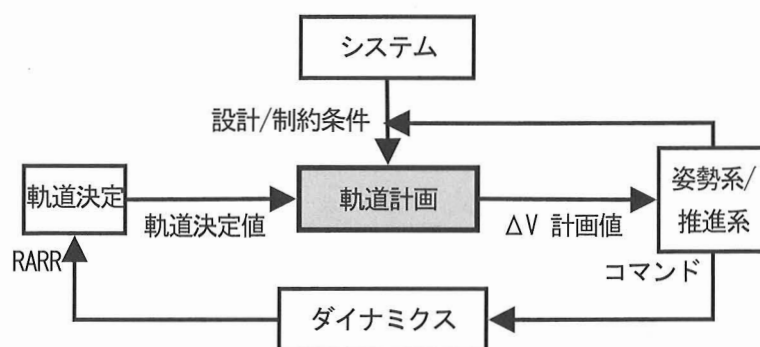 システム
設計/制約条件
軌道決定
軌道決定値
軌道計画
ΔV 計画値
姿勢系/
推進系
RARR
コマンド
ダイナミクス